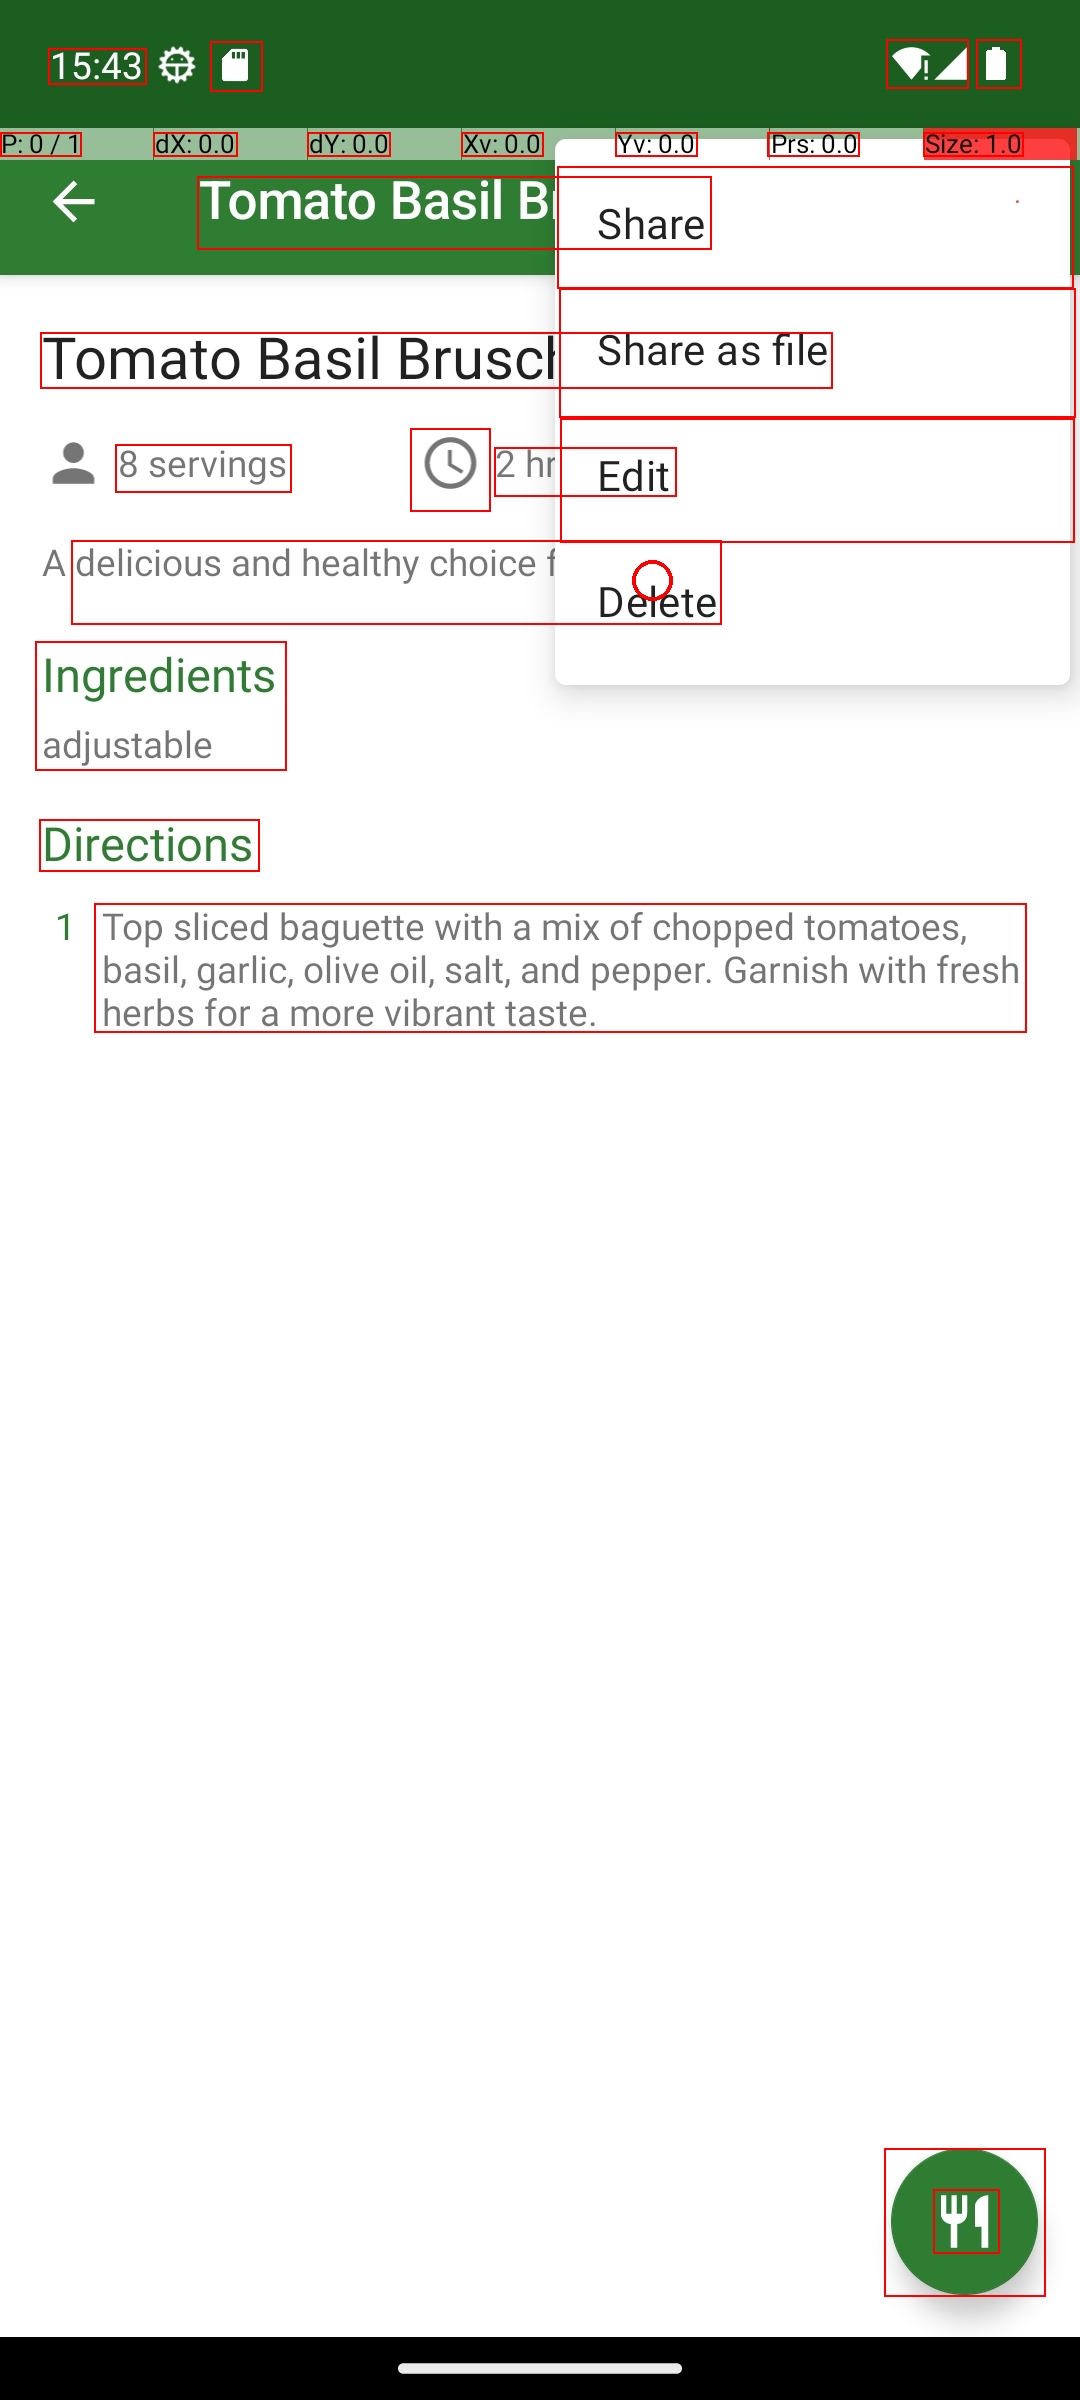 15:43
P: 0 / 1 dX: 0.0 dY: 0.0 Xv: 0.0 Yv: 0.0 Prs: 0.0 Size: 1.0
Tomato Basil
Share
Tomato Basil
Share as file
8 servings
2 hr
Edit
A delicious and healthy choice
Delete
Ingredients
adjustable
Directions
1 Top sliced baguette with a mix of chopped tomatoes,
basil, garlic, olive oil, salt, and pepper. Garnish with fresh
herbs for a more vibrant taste.